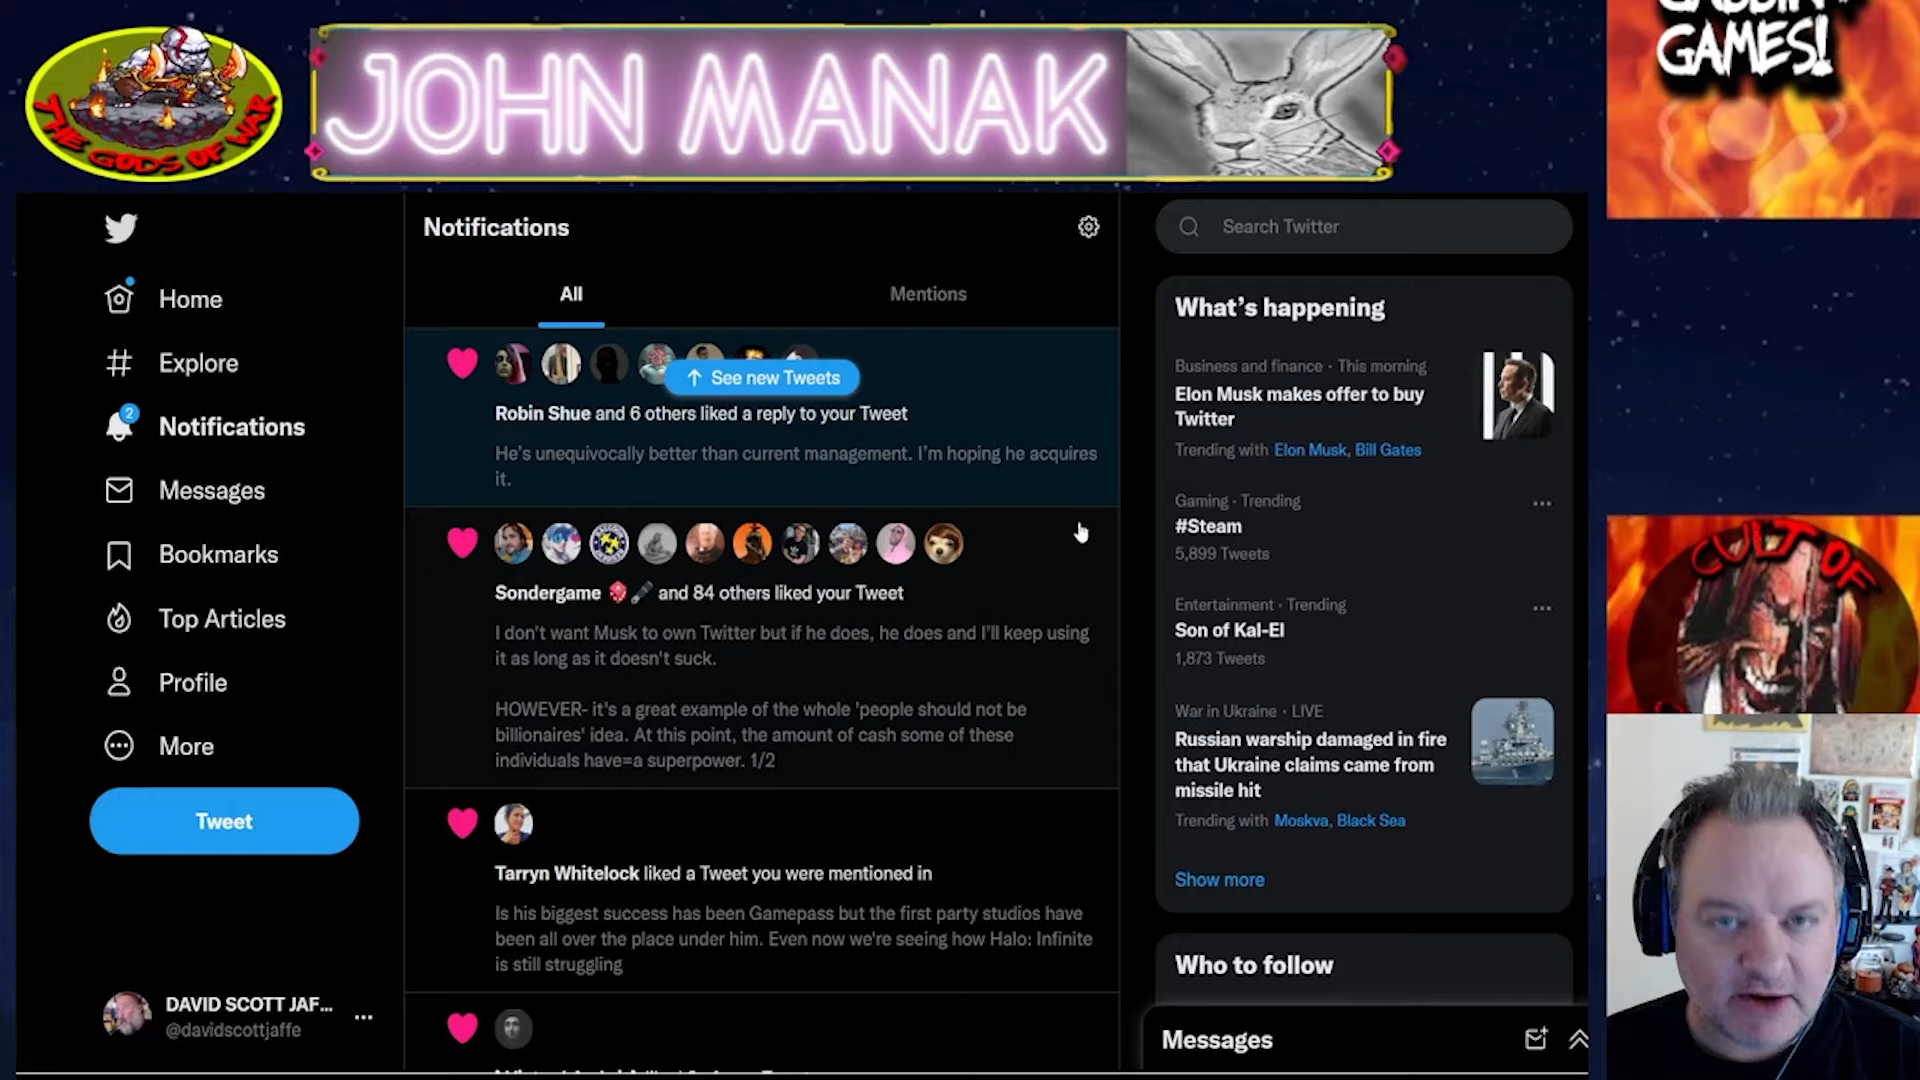 THE GODS OF WAR
JOHN MANAK
GAMES!
Notifications
Search Twitter
All
Mentions
Home
Explore
2
Notifications
Messages
Bookmarks
Top Articles
Profile
More
Tweet
DAVID SCOTT JAF...
@davidscottjaffe
See new Tweets
Robin Shue and 6 others liked a reply to your Tweet
He's unequivocally better than current management. I'm hoping he acquires
it.
Sondergame and 84 others liked your Tweet
I don't want Musk to own Twitter but if he does, he does and I'll keep using
it as long as it doesn't suck.
HOWEVER- it's a great example of the whole 'people should not be
billionaires' idea. At this point, the amount of cash some of these
individuals have=a superpower. 1/2
Tarryn Whitelock liked a Tweet you were mentioned in
Is his biggest success has been Gamepass but the first party studios have
been all over the place under him. Even now we're seeing how Halo: Infinite
is still struggling
What's happening
Business and finance · This morning
Elon Musk makes offer to buy
Twitter
Trending with Elon Musk, Bill Gates
Gaming · Trending
#Steam
5,899 Tweets
Entertainment · Trending
Son of Kal-El
1,873 Tweets
War in Ukraine · LIVE
Russian warship damaged in fire
that Ukraine claims came from
missile hit
Trending with Moskva, Black Sea
Show more
Who to follow
Messages
CULT OF